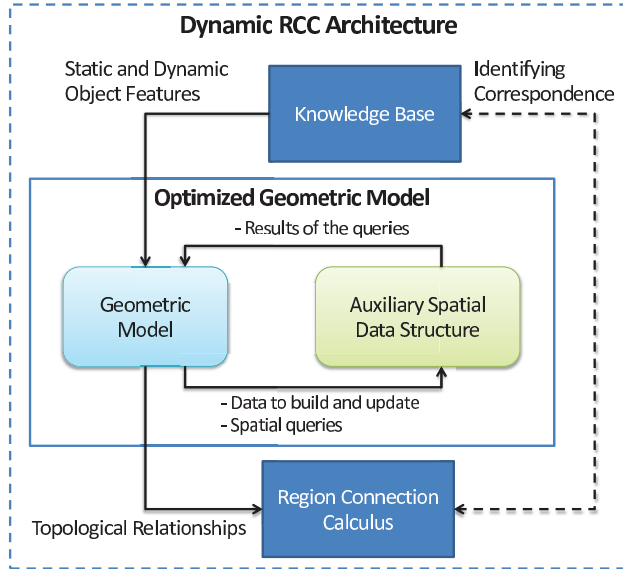 Dynamic RCC Architecture
Static and Dynamic
Object Features
Knowledge Base
Identifying
Correspondence
Optimized Geometric Model
- Results of the queries
Geometric
Model
Auxiliary Spatial
Data Structure
- Data to build and update
- Spatial queries
Region Connection
Calculus
Topological Relationships